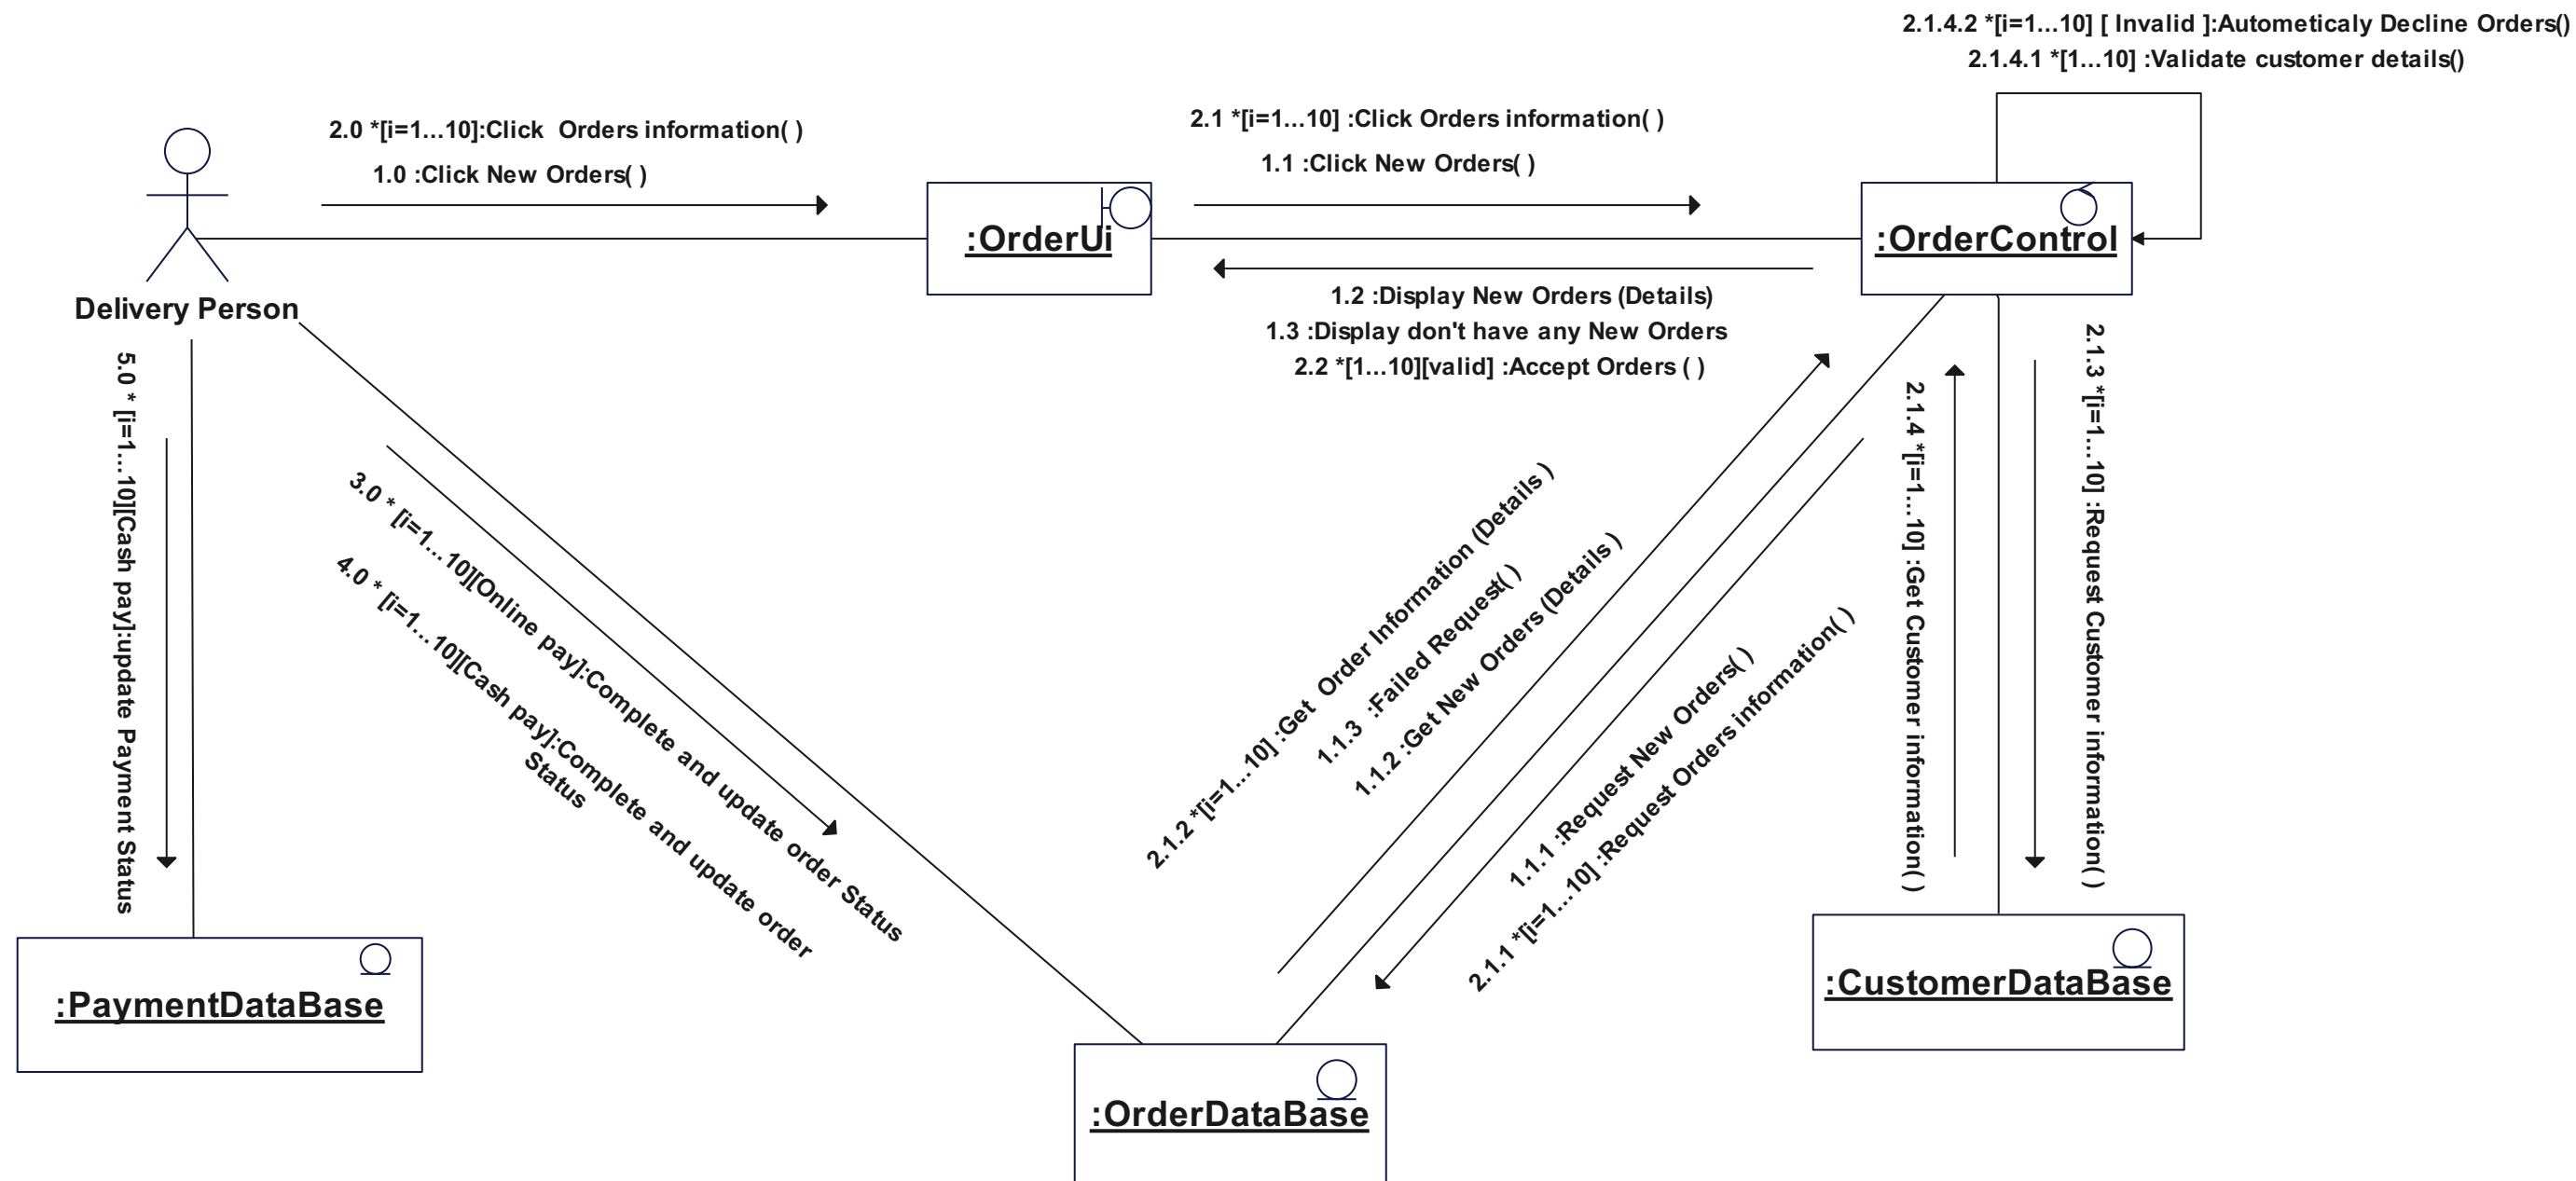 2.1.4.2 *[i=1...10] [ Invalid ]:Autometicaly Decline Orders()
2.1.4.1 *[1...10] :Validate customer details()
2.0 *[i=1...10]:Click  Orders information( )
1.0 :Click New Orders( )
2.1 *[i=1...10] :Click Orders information( )
1.1 :Click New Orders( )
:OrderUi
:OrderControl
Delivery Person
1.2 :Display New Orders (Details)
1.3 :Display don't have any New Orders
2.2 *[1...10][valid] :Accept Orders ( )
5.0 * [i=1...10][Cash pay]:update Payment Status
3.0 * [i=1...10][Online pay]:Complete and update order Status
4.0 * [i=1...10][Cash pay]:Complete and update order
Status
2.1.2 *[i=1...10] :Get  Order Information (Details )
1.1.3  :Failed Request( )
1.1.2 :Get New Orders (Details )
1.1.1 :Request New Orders( )
2.1.1 *[i=1...10] :Request Orders information( )
2.1.4 *[i=1...10] :Get Customer information( )
2.1.3 *[i=1...10] :Request Customer information( )
:PaymentDataBase
:OrderDataBase
:CustomerDataBase